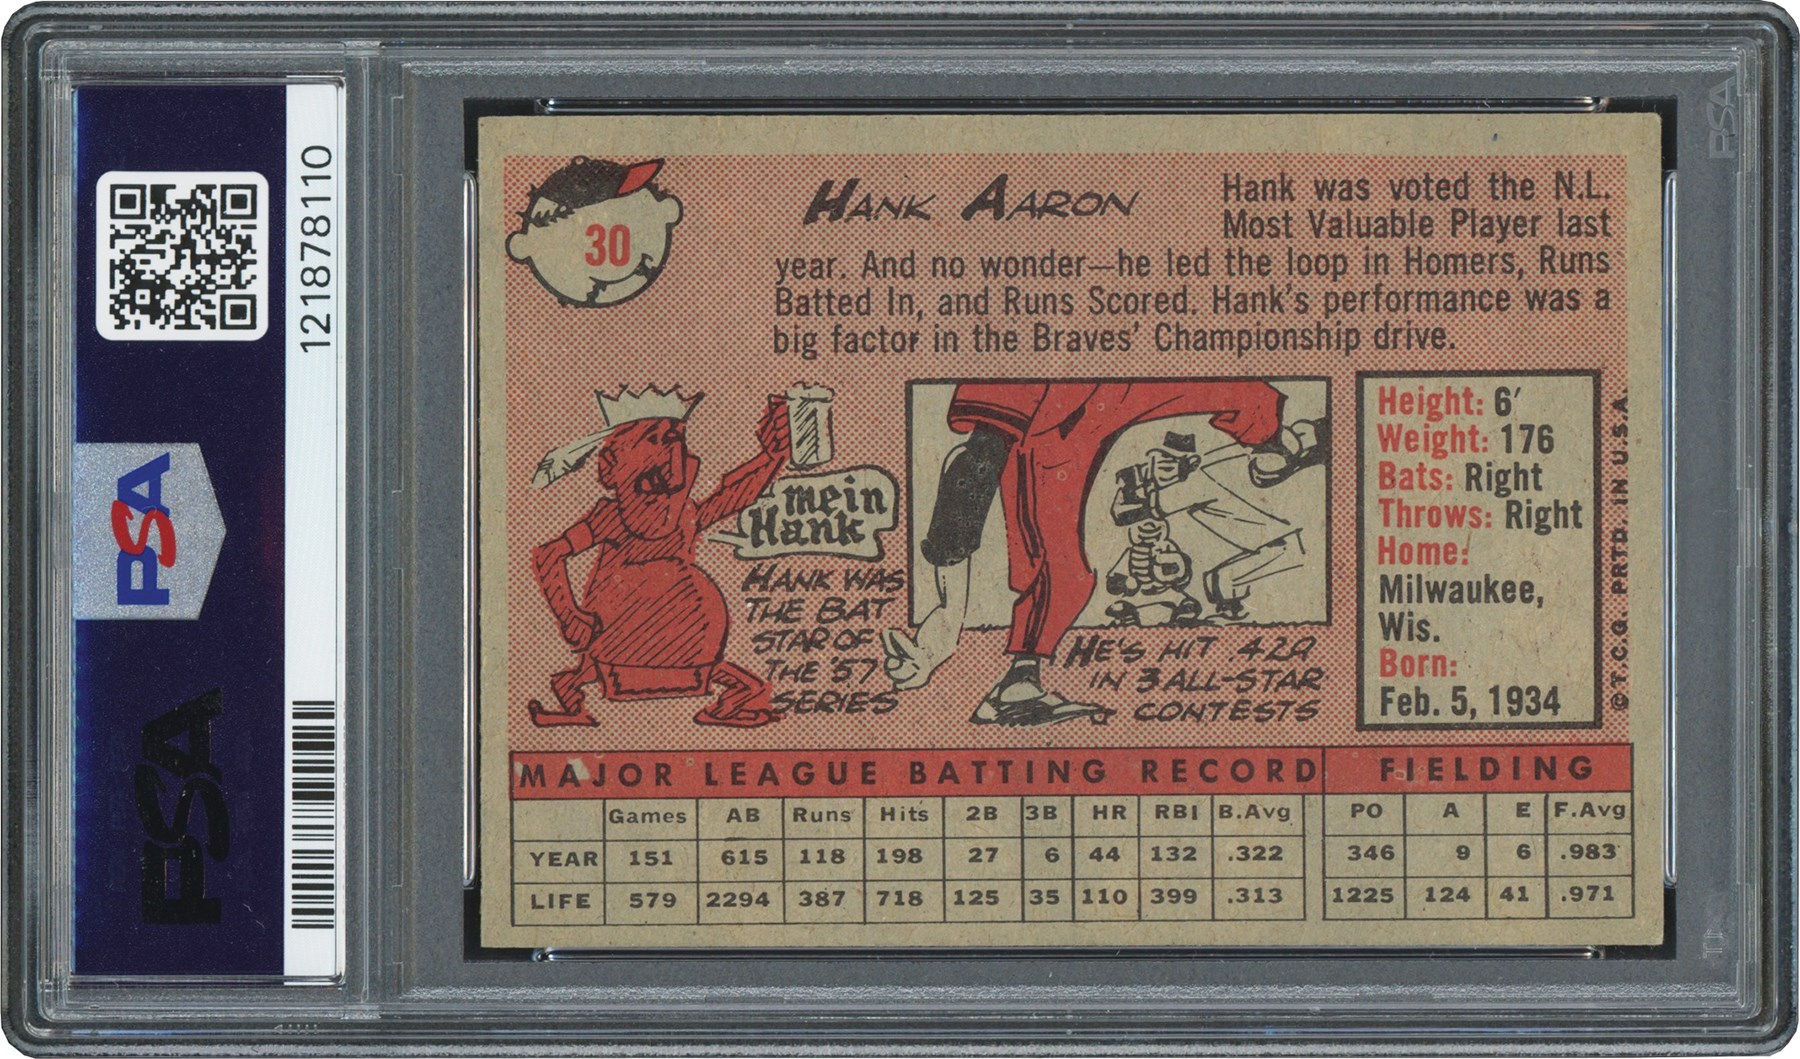 121878110
PSA
PSA
PSA
30
HANK AARON
Hank was voted the N.L.
Most Valuable Player last
year. And no wonder—he led the loop in Homers, Runs
Batted In, and Runs Scored. Hank's performance was a
big factor in the Braves' Championship drive.
mein
Hank
HANK WAS
THE BAT
STAR OF
THE '57
SERIES
HE'S HIT .429
IN 3 ALL-STAR
CONTESTS
Height: 6'
Weight: 176
Bats: Right
Throws: Right
Home:
Milwaukee,
Wis.
Born:
Feb. 5, 1934
© T.C.G. PRTD. IN U.S.A.
MAJOR LEAGUE BATTING RECORD FIELDING
Games AB Runs Hits 2B 3B HR RBI B.Avg PO A E F.Avg
YEAR 151 615 118 198 27 6 44 132 .322 346 9 6 .983
LIFE 579 2294 387 718 125 35 110 399 .313 1225 124 41 .971